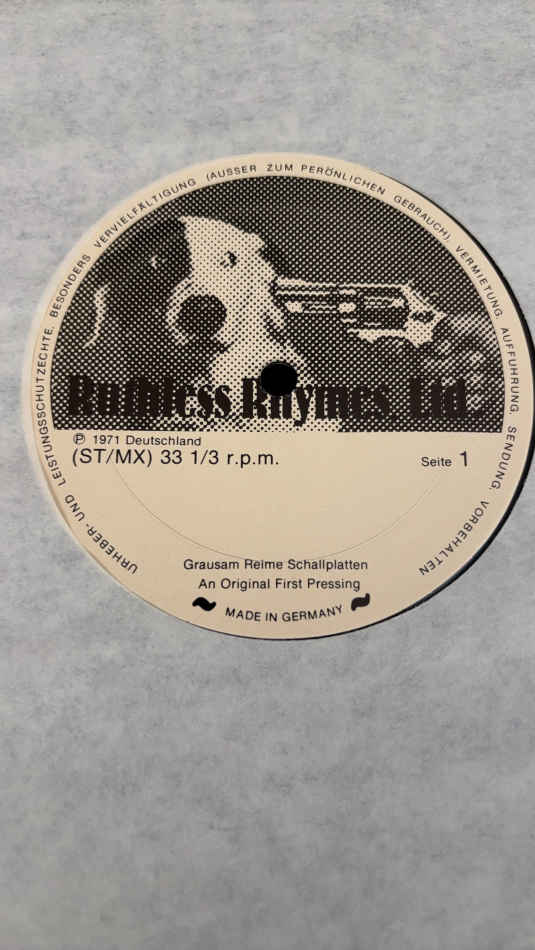 URHEBER- UND LEISTUNGSSCHUTZECHTE. BESONDERS VERVIELFÄLTIGUNG (AUSSER ZUM PERÖNLICHEN GEBRAUCH), VERMIETUNG. AUFFÜHRUNG. SENDUNG. VORBEHALTEN
Ruthless Rhymes Ltd
℗ 1971 Deutschland
(ST/MX) 33 1/3 r.p.m.
Seite 1
Grausam Reime Schallplatten
An Original First Pressing
MADE IN GERMANY